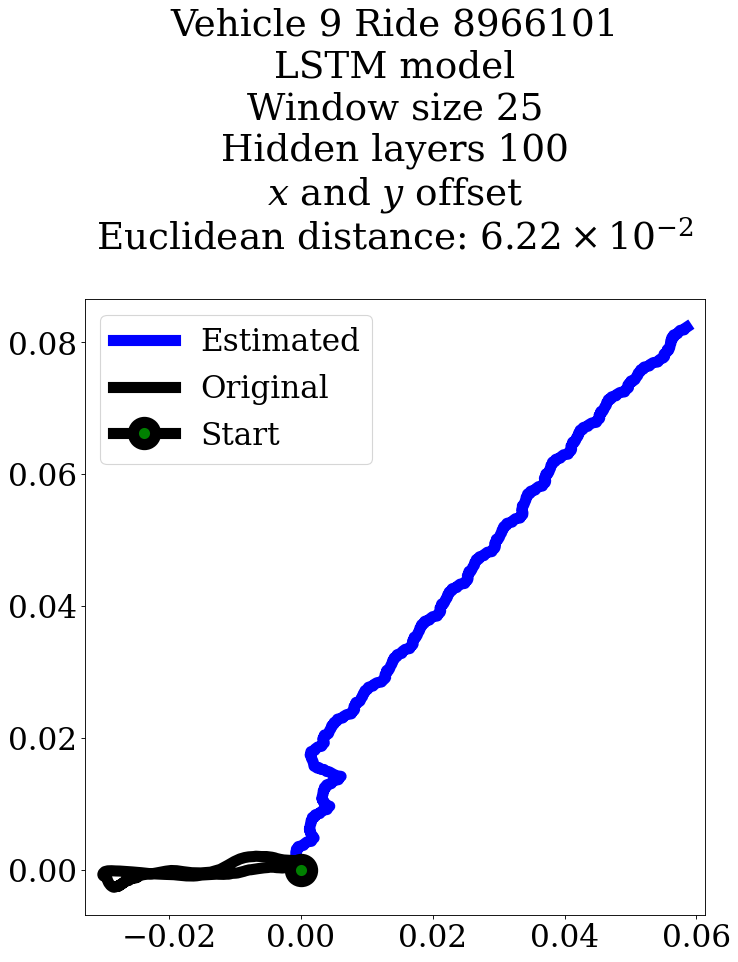 Vehicle 9 Ride 8966101
LSTM model
Window size 25
Hidden layers 100
x and y offset
Euclidean distance: 6.22 × 10⁻²
Estimated
Original
Start
0.08
0.06
0.04
0.02
0.00
−0.02 0.00 0.02 0.04 0.06